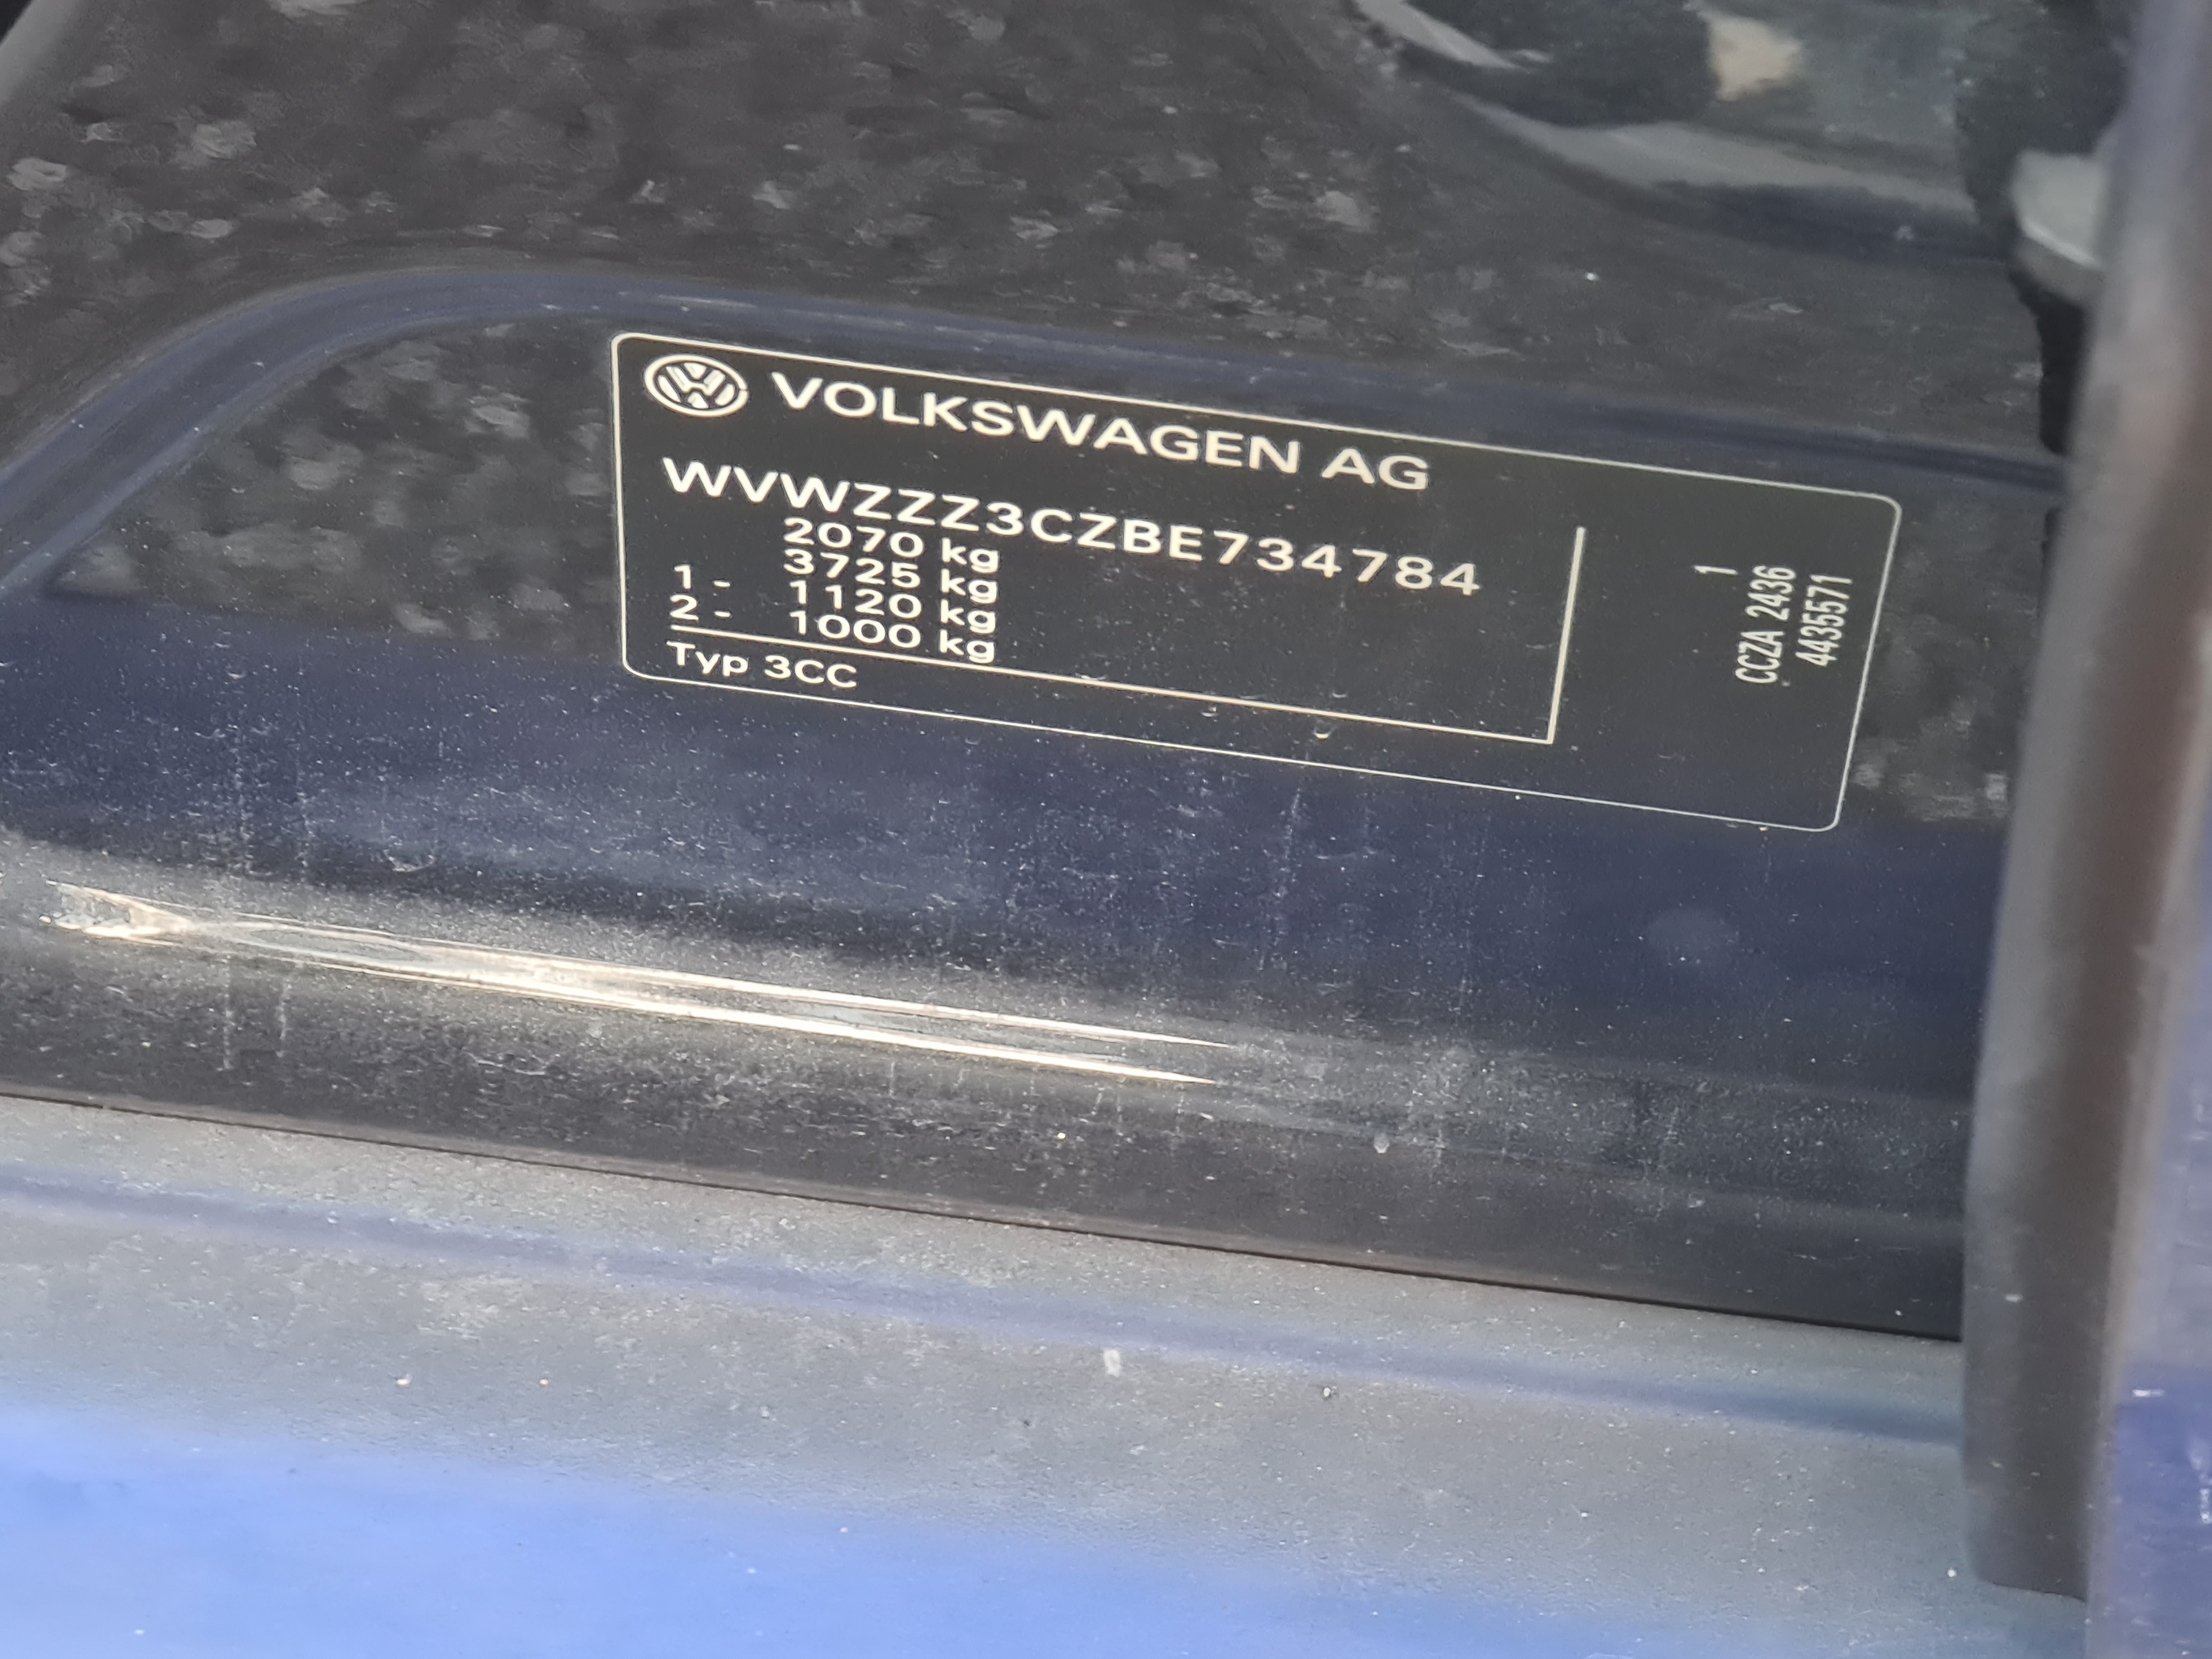 VOLKSWAGEN AG
WVWZZZ3CZBE734784
2070 kg
3725 kg
1 - 1120 kg
2 - 1000 kg
Typ 3CC
1
CCZA 2436
4435571